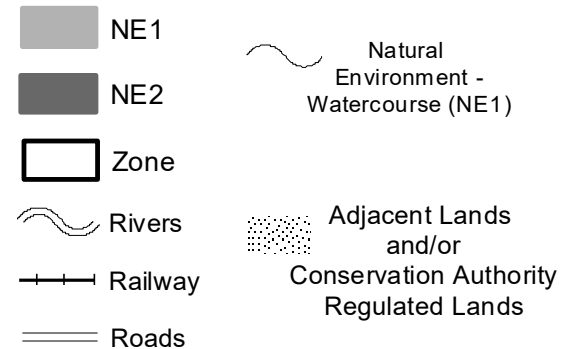 NE1
NE2
Zone
Rivers
Railway
Roads
Natural
Environment -
Watercourse (NE1)
Adjacent Lands
and/or
Conservation Authority
Regulated Lands